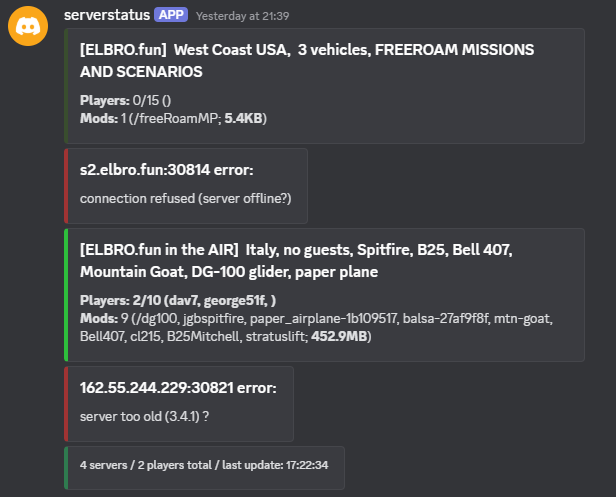 serverstatus APP Yesterday at 21:39
[ELBRO.fun] West Coast USA, 3 vehicles, FREEROAM MISSIONS
AND SCENARIOS
Players: 0/15 ()
Mods: 1 (/freeRoamMP; 5.4KB)
s2.elbro.fun:30814 error:
connection refused (server offline?)
[ELBRO.fun in the AIR] Italy, no guests, Spitfire, B25, Bell 407,
Mountain Goat, DG-100 glider, paper plane
Players: 2/10 (dav7, george51f, )
Mods: 9 (/dg100, jgbspitfire, paper_airplane-1b109517, balsa-27af9f8f, mtn-goat,
Bell407, cl215, B25Mitchell, stratuslift; 452.9MB)
162.55.244.229:30821 error:
server too old (3.4.1) ?
4 servers / 2 players total / last update: 17:22:34